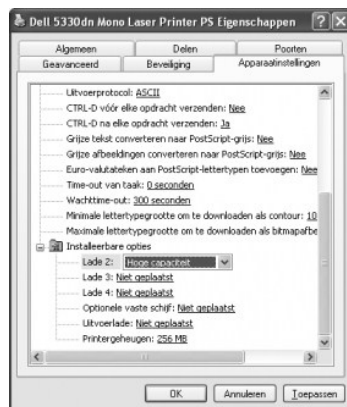 Dell 5330dn Mono Laser Printer PS Eigenschappen
Algemeen Delen Poorten
Geavanceerd Beveiliging Apparaatinstellingen
Uitvoerprotocol: ASCII
CTRL-D vóór elke opdracht verzenden: Nee
CTRL-D na elke opdracht verzenden: Ja
Grijze tekst converteren naar PostScript-grijs: Nee
Grijze afbeeldingen converteren naar PostScript-grijs: Nee
Euro-valutateken aan PostScript-lettertypen toevoegen: Nee
Time-out van taak: 0 seconden
Wachttime-out: 300 seconden
Minimale lettertypegrootte om te downloaden als contour: 10
Maximale lettertypegrootte om te downloaden als bitmapafbe
Installeerbare opties
Lade 2: Hoge capaciteit
Lade 3: Niet geplaatst
Lade 4: Niet geplaatst
Optionele vaste schijf: Niet geplaatst
Uitvoerlade: Niet geplaatst
Printergeheugen: 256 MB
OK Annuleren Toepassen